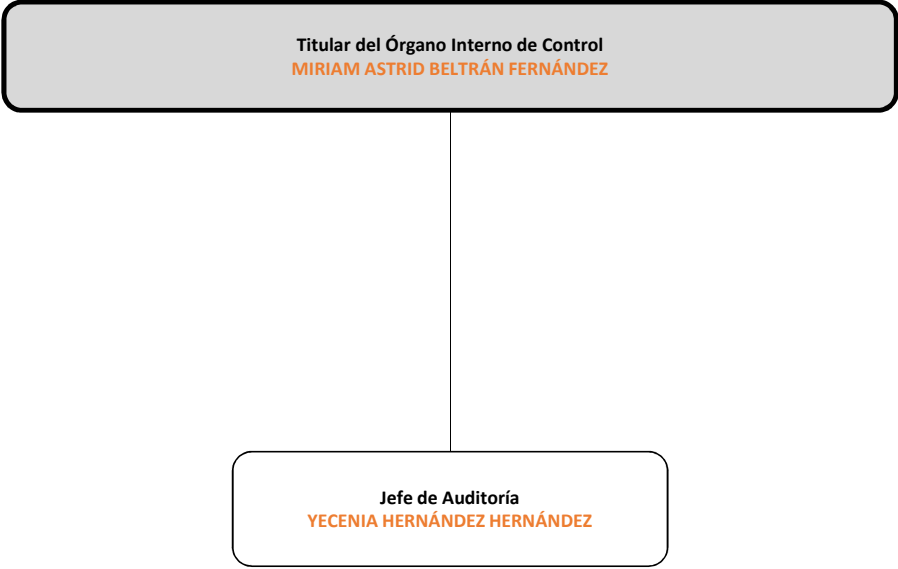 Titular del Órgano Interno de Control
MIRIAM ASTRID BELTRÁN FERNÁNDEZ
Jefe de Auditoría
YECENIA HERNÁNDEZ HERNÁNDEZ